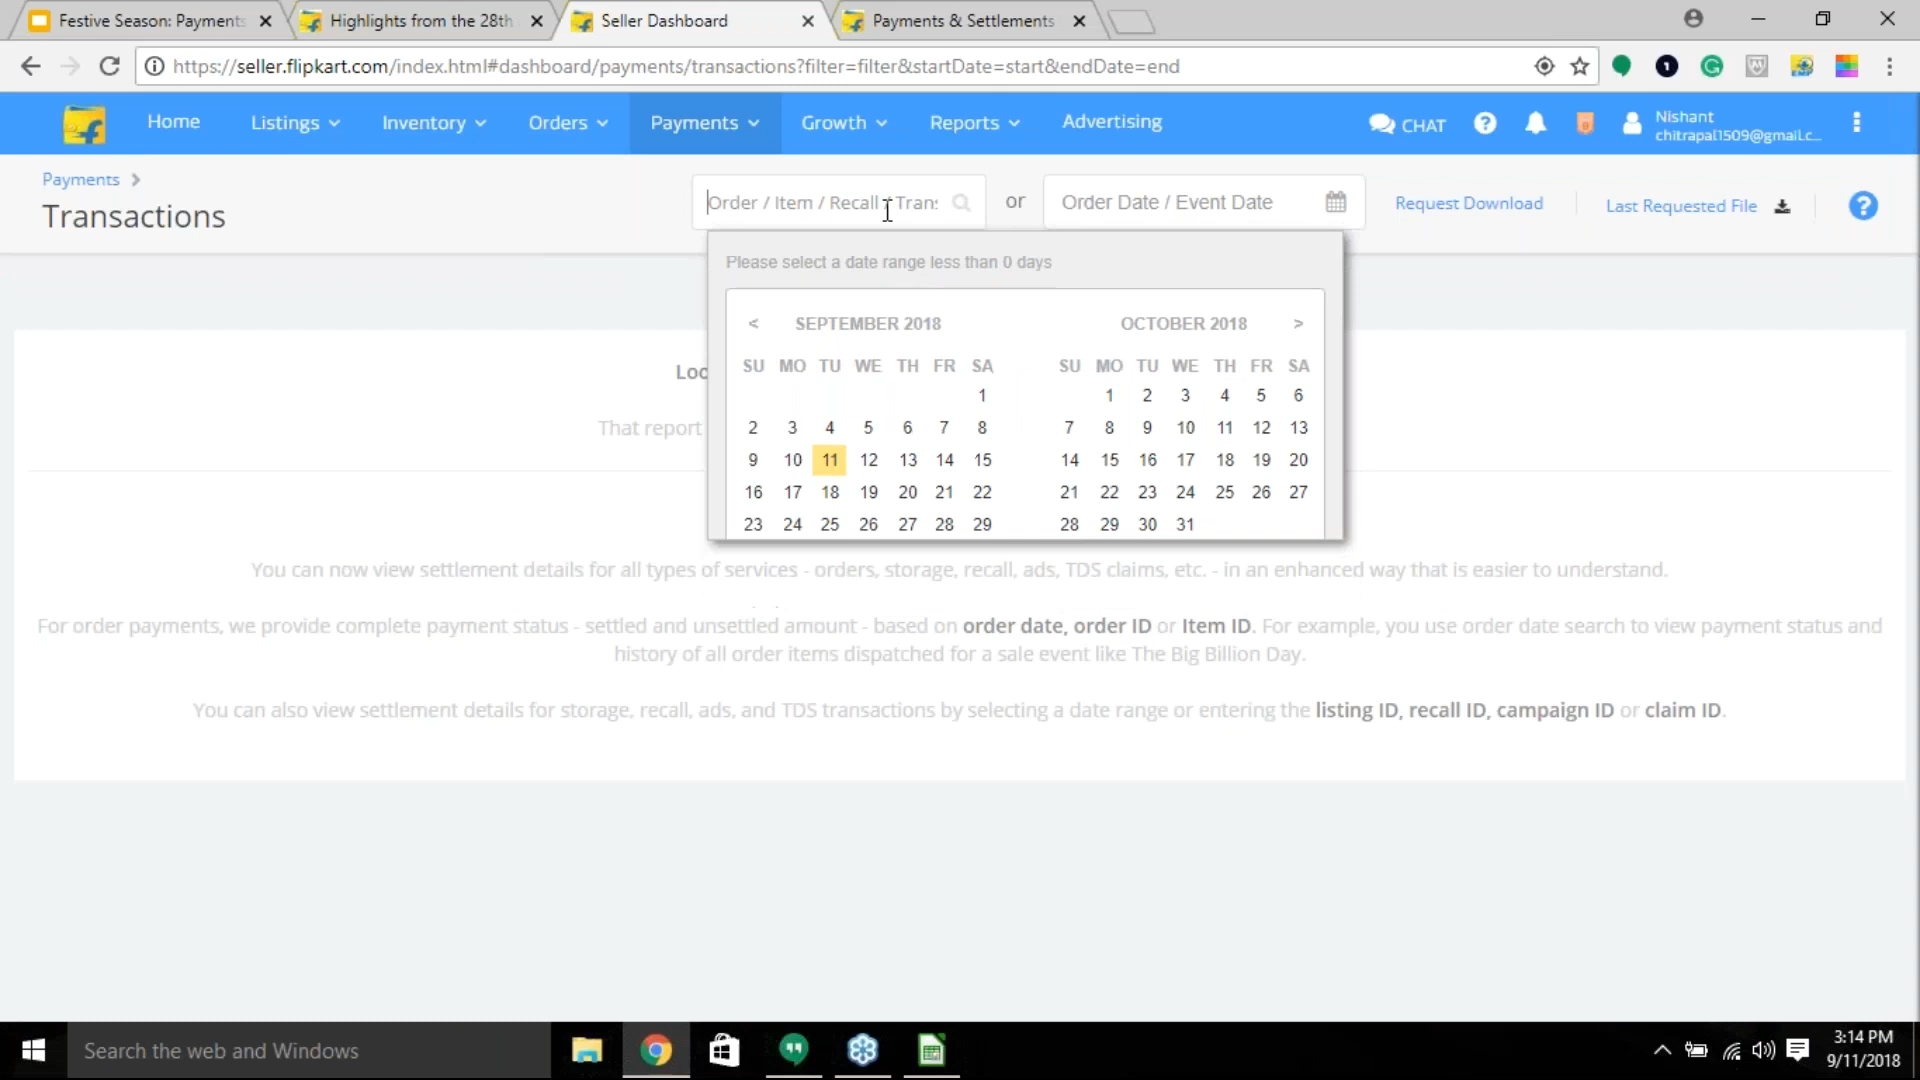 Festive Season: Payments
Highlights from the 28th
Seller Dashboard
Payments & Settlements
https://seller.flipkart.com/index.html#dashboard/payments/transactions?filter=filter&startDate=start&endDate=end
Home
Listings
Inventory
Orders
Payments
Growth
Reports
Advertising
CHAT
Nishant
chitrapal1509@gmail.c...
Payments >
Transactions
Order / Item / Recall / Trans
or
Order Date / Event Date
Request Download
Last Requested File
Please select a date range less than 0 days
< SEPTEMBER 2018
SU MO TU WE TH FR SA
1
2 3 4 5 6 7 8
9 10 11 12 13 14 15
16 17 18 19 20 21 22
23 24 25 26 27 28 29
OCTOBER 2018 >
SU MO TU WE TH FR SA
1 2 3 4 5 6
7 8 9 10 11 12 13
14 15 16 17 18 19 20
21 22 23 24 25 26 27
28 29 30 31
That report
You can now view settlement details for all types of services - orders, storage, recall, ads, TDS claims, etc. - in an enhanced way that is easier to understand.
For order payments, we provide complete payment status - settled and unsettled amount - based on order date, order ID or Item ID. For example, you use order date search to view payment status and
history of all order items dispatched for a sale event like The Big Billion Day.
You can also view settlement details for storage, recall, ads, and TDS transactions by selecting a date range or entering the listing ID, recall ID, campaign ID or claim ID.
Search the web and Windows
3:14 PM
9/11/2018